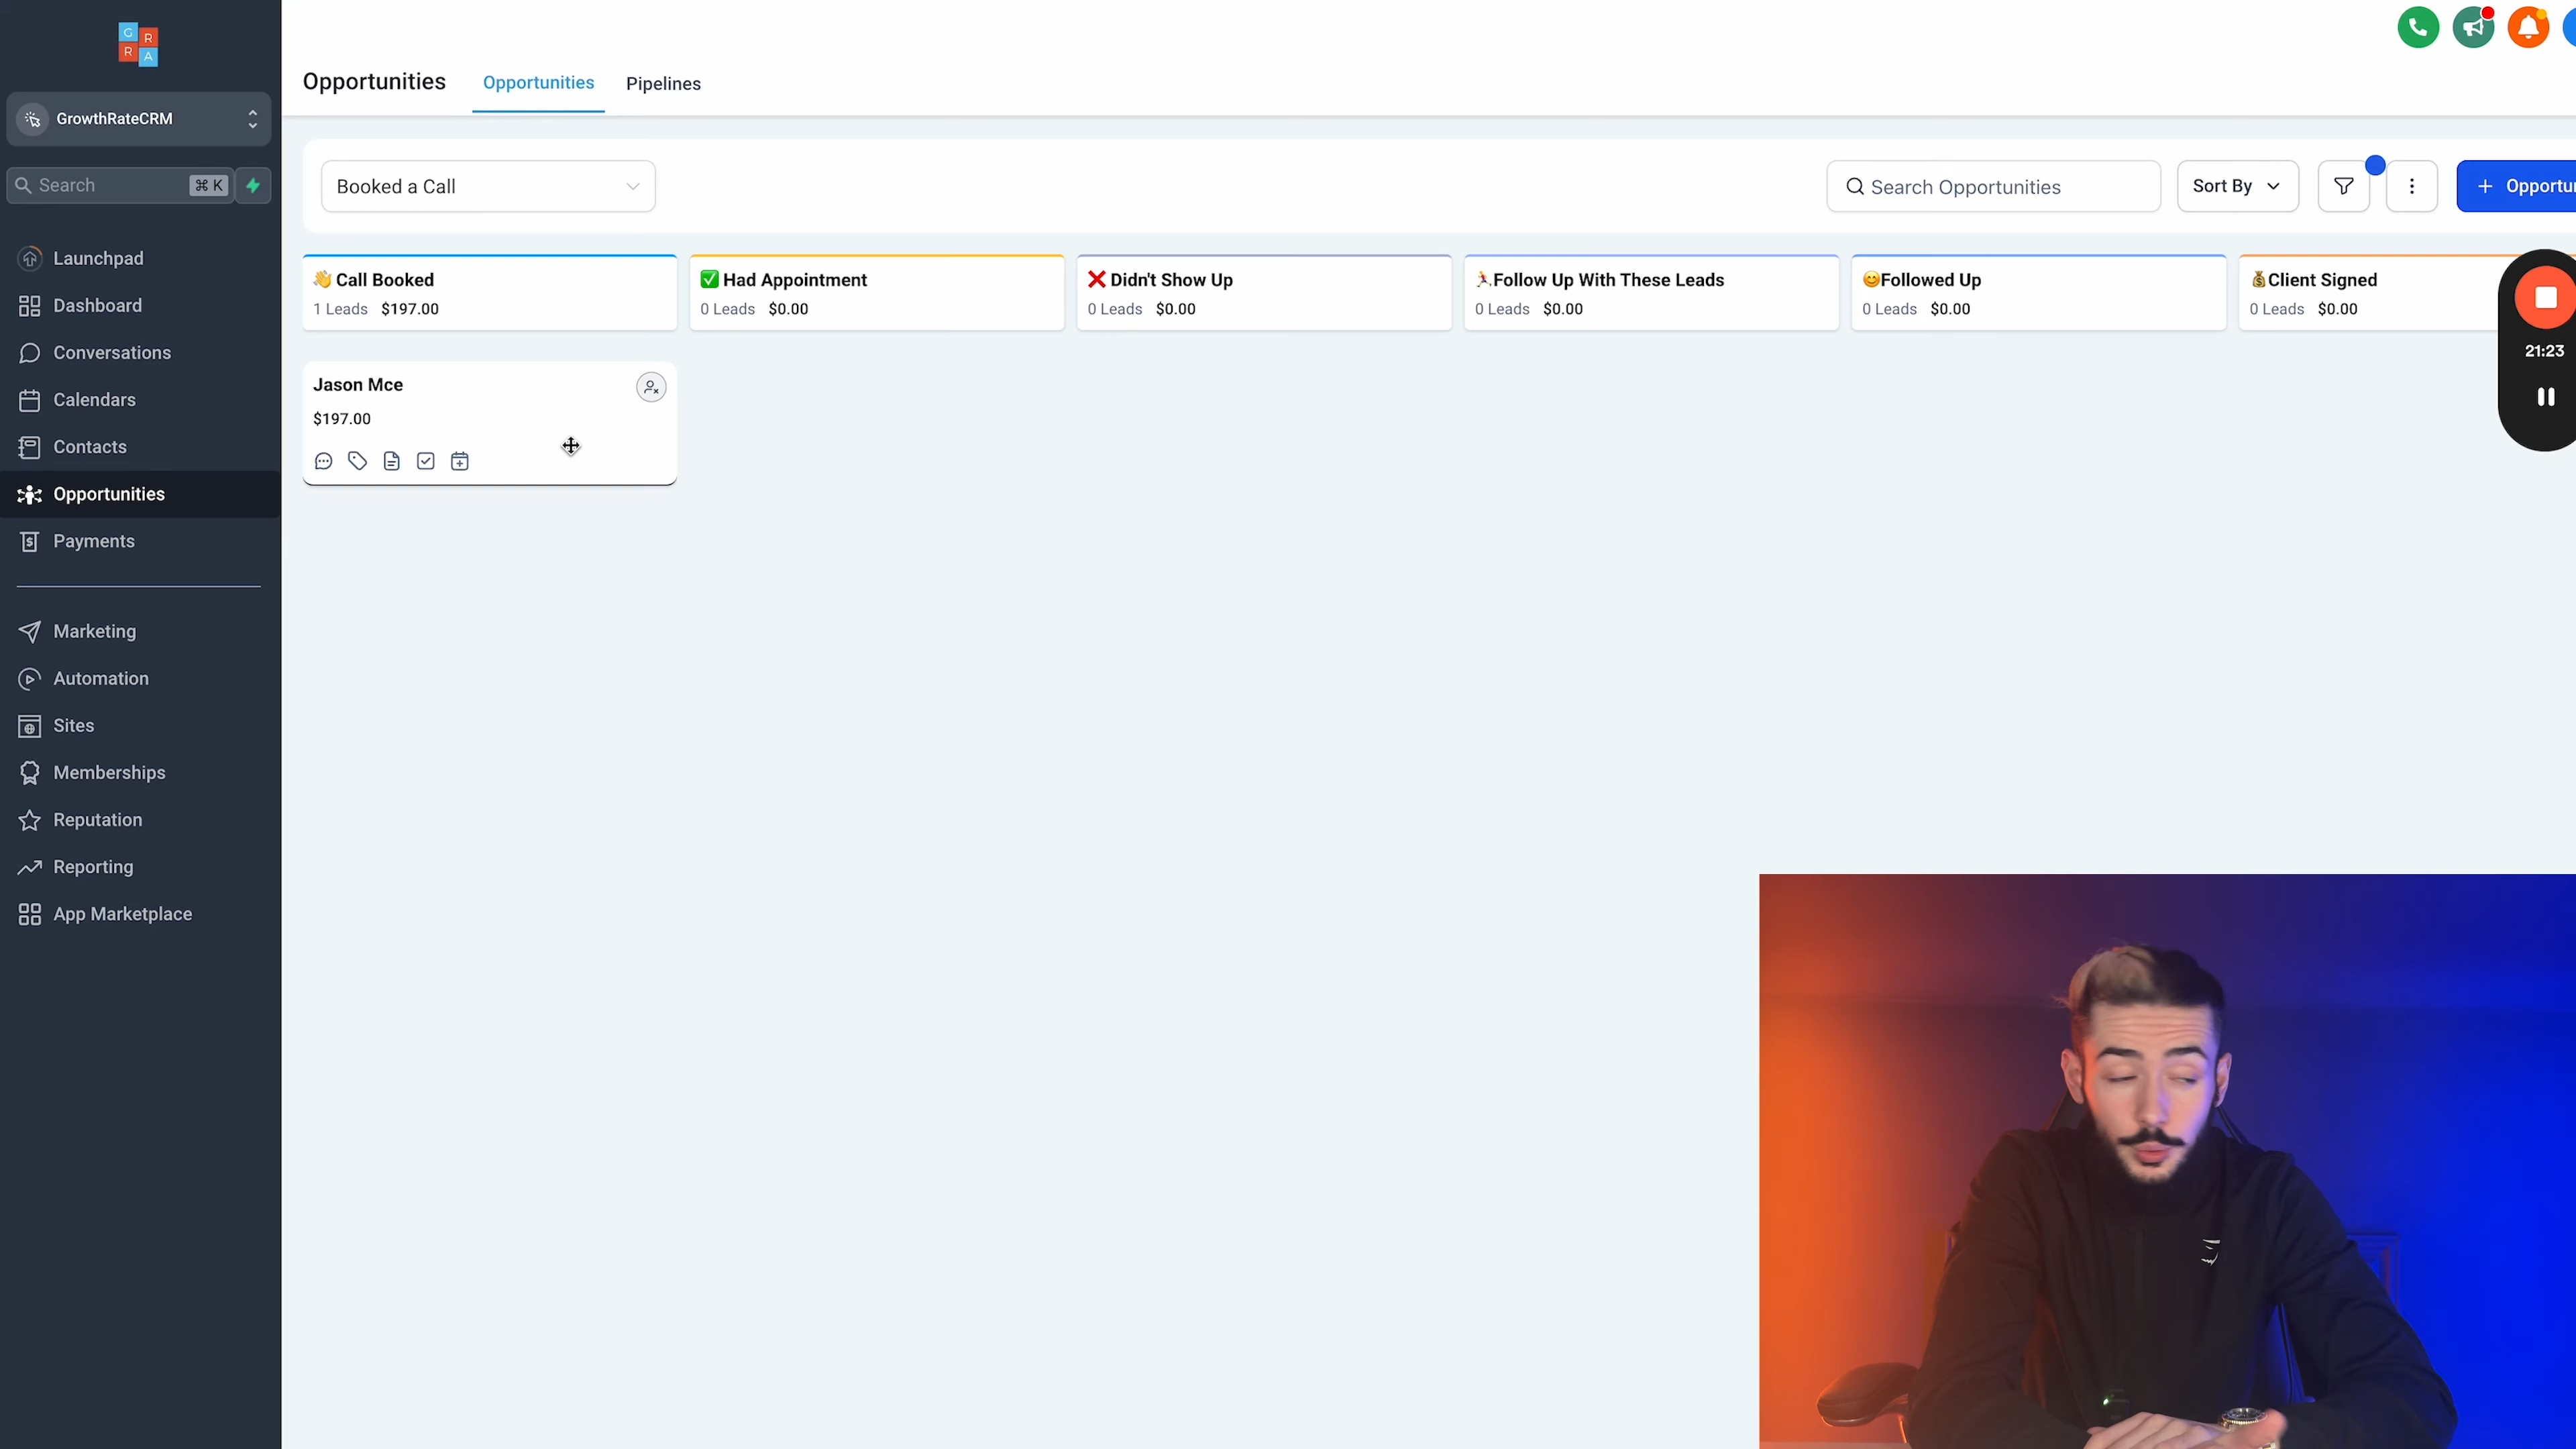 G R
R A
GrowthRateCRM
Search ⌘ K
Launchpad
Dashboard
Conversations
Calendars
Contacts
Opportunities
Payments
Marketing
Automation
Sites
Memberships
Reputation
Reporting
App Marketplace
Opportunities Opportunities Pipelines
Booked a Call Search Opportunities Sort By + Opportu
👋 Call Booked
1 Leads $197.00
✅ Had Appointment
0 Leads $0.00
❌ Didn't Show Up
0 Leads $0.00
🏃Follow Up With These Leads
0 Leads $0.00
😊Followed Up
0 Leads $0.00
💰Client Signed
0 Leads $0.00
Jason Mce
$197.00
21:23